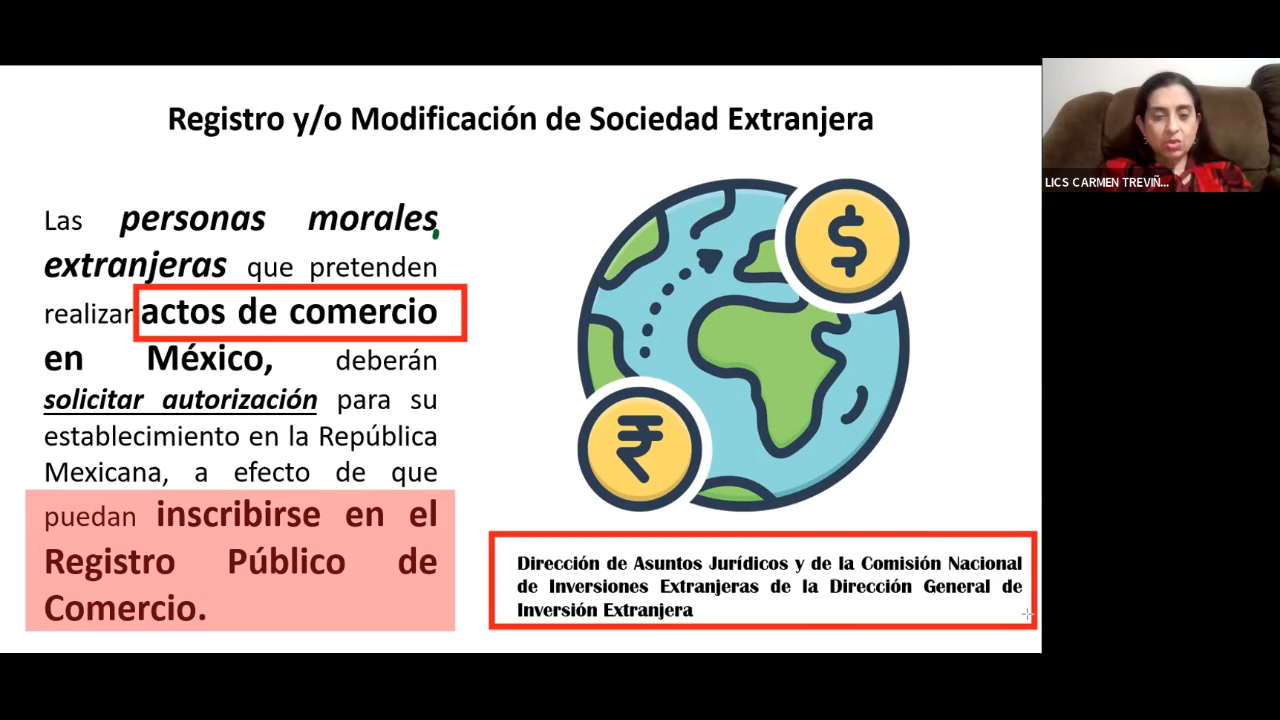 Registro y/o Modificación de Sociedad Extranjera
Las personas morales
extranjeras que pretenden
realizar actos de comercio
en México, deberán
solicitar autorización para su
establecimiento en la República
Mexicana, a efecto de que
puedan inscribirse en el
Registro Público de
Comercio.
$
₹
Dirección de Asuntos Jurídicos y de la Comisión Nacional
de Inversiones Extranjeras de la Dirección General de
Inversión Extranjera
LICS CARMEN TREVIÑ...